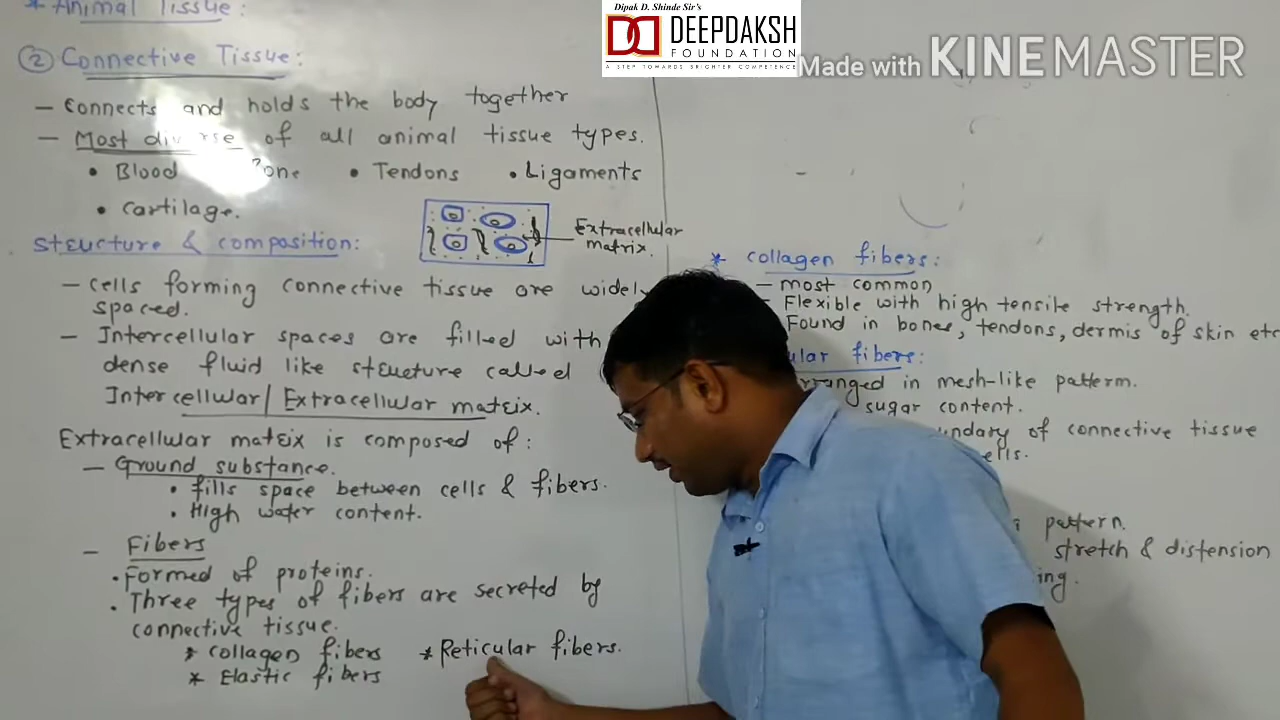 * Animal Tissue:
Dipak D. Shinde Sir's
DEEPDAKSH
FOUNDATION
A STEP TOWARDS BRIGHTER COMPETENCE
Made with KINEMASTER
② Connective Tissue:
– Connects and holds the body together
– Most diverse of all animal tissue types.
• Blood • Bone • Tendons • Ligaments
• Cartilage.
Extracellular
matrix.
Structure & composition:
– cells forming connective tissue are widely
spaced.
– Intercellular spaces are filled with
dense fluid like structure called
Intercellular/Extracellular matrix.
Extracellular matrix is composed of:
– Ground substance.
• fills space between cells & fibers.
• High water content.
– Fibers
• Formed of proteins.
• Three types of fibers are secreted by
connective tissue.
* collagen fibers * Reticular fibers.
* Elastic fibers
* collagen fibers:
– most common
– Flexible with high tensile strength.
Found in bones, tendons, dermis of skin etc
ular fibers:
arranged in mesh-like pattern.
sugar content.
undary of connective tissue
ells.
pattern.
stretch & distension
ing.